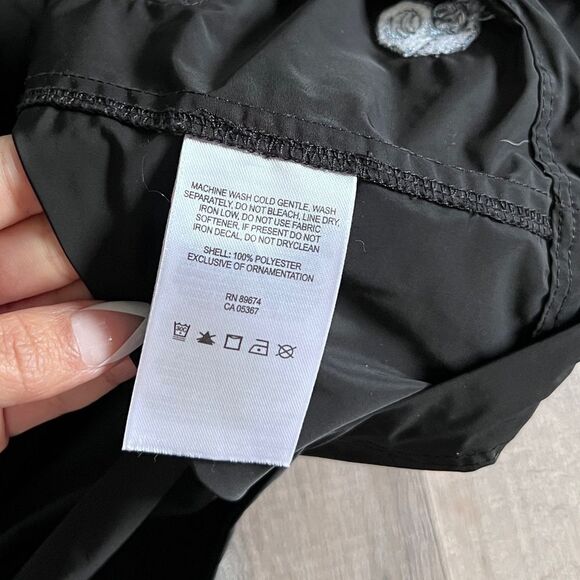 MACHINE WASH COLD GENTLE, WASH
SEPARATELY, DO NOT BLEACH, LINE DRY,
IRON LOW, DO NOT USE FABRIC
SOFTENER. IF PRESENT DO NOT
IRON DECAL, DO NOT DRYCLEAN
SHELL: 100% POLYESTER
EXCLUSIVE OF ORNAMENTATION
RN 89674
CA 05367